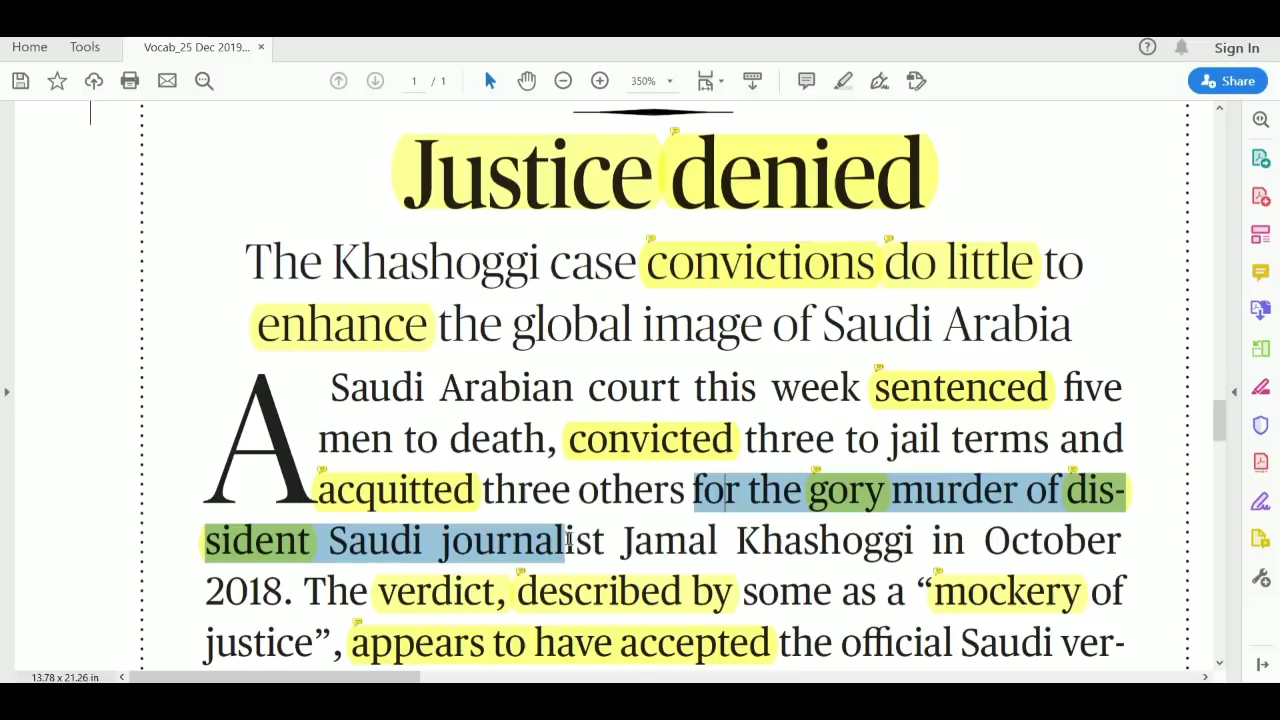 Home Tools Vocab_25 Dec 2019... × Sign In
1 / 1 350% Share
Justice denied
The Khashoggi case convictions do little to
enhance the global image of Saudi Arabia
A Saudi Arabian court this week sentenced five
men to death, convicted three to jail terms and
acquitted three others for the gory murder of dis-
sident Saudi journalist Jamal Khashoggi in October
2018. The verdict, described by some as a “mockery of
justice”, appears to have accepted the official Saudi ver-
13.78 x 21.26 in